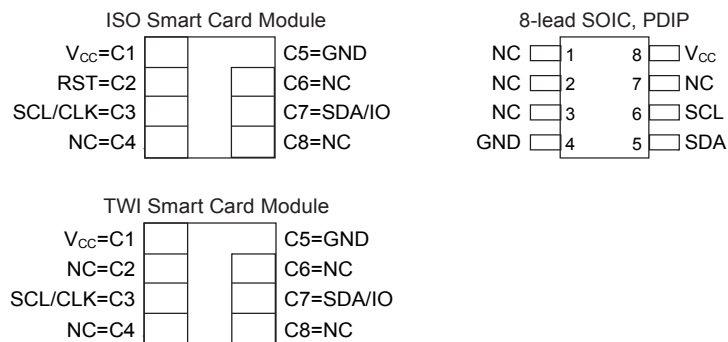 ISO Smart Card Module
VCC=C1
C5=GND
RST=C2
C6=NC
SCL/CLK=C3
C7=SDA/IO
NC=C4
C8=NC
8-lead SOIC, PDIP
NC 1 8 VCC
NC 2 7 NC
NC 3 6 SCL
GND 4 5 SDA
TWI Smart Card Module
VCC=C1
C5=GND
NC=C2
C6=NC
SCL/CLK=C3
C7=SDA/IO
NC=C4
C8=NC